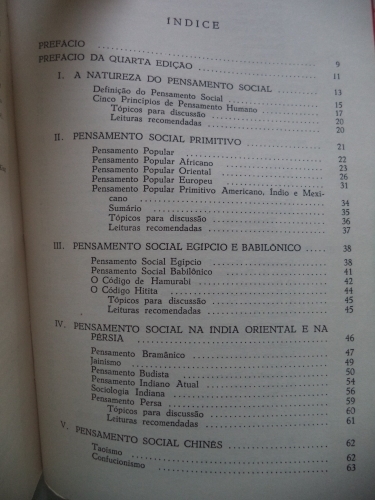 INDICE
PREFACIO ........ 9
PREFACIO DA QUARTA EDIÇÃO ........ 11
I. A NATUREZA DO PENSAMENTO SOCIAL ........ 13
Definição do Pensamento Social ........ 15
Cinco Princípios de Pensamento Humano ........ 17
Tópicos para discussão ........ 20
Leituras recomendadas ........ 20
II. PENSAMENTO SOCIAL PRIMITIVO ........ 21
Pensamento Popular ........ 22
Pensamento Popular Africano ........ 23
Pensamento Popular Oriental ........ 26
Pensamento Popular Europeu ........ 31
Pensamento Popular Primitivo Americano, Indio e Mexi-
cano ........ 34
Sumário ........ 35
Tópicos para discussão ........ 36
Leituras recomendadas ........ 37
III. PENSAMENTO SOCIAL EGIPCIO E BABILÔNICO ..... 38
Pensamento Social Egípcio ........ 38
Pensamento Social Babilônico ........ 41
O Código de Hamurabi ........ 42
O Código Hitita ........ 44
Tópicos para discussão ........ 45
Leituras recomendadas ........ 45
IV. PENSAMENTO SOCIAL NA INDIA ORIENTAL E NA
PÉRSIA ........ 46
Pensamento Bramânico ........ 47
Jainismo ........ 49
Pensamento Budista ........ 50
Pensamento Indiano Atual ........ 54
Sociologia Indiana ........ 56
Pensamento Persa ........ 59
Tópicos para discussão ........ 60
Leituras recomendadas ........ 61
V. PENSAMENTO SOCIAL CHINÊS ........ 62
Taoismo ........ 62
Confucionismo ........ 63